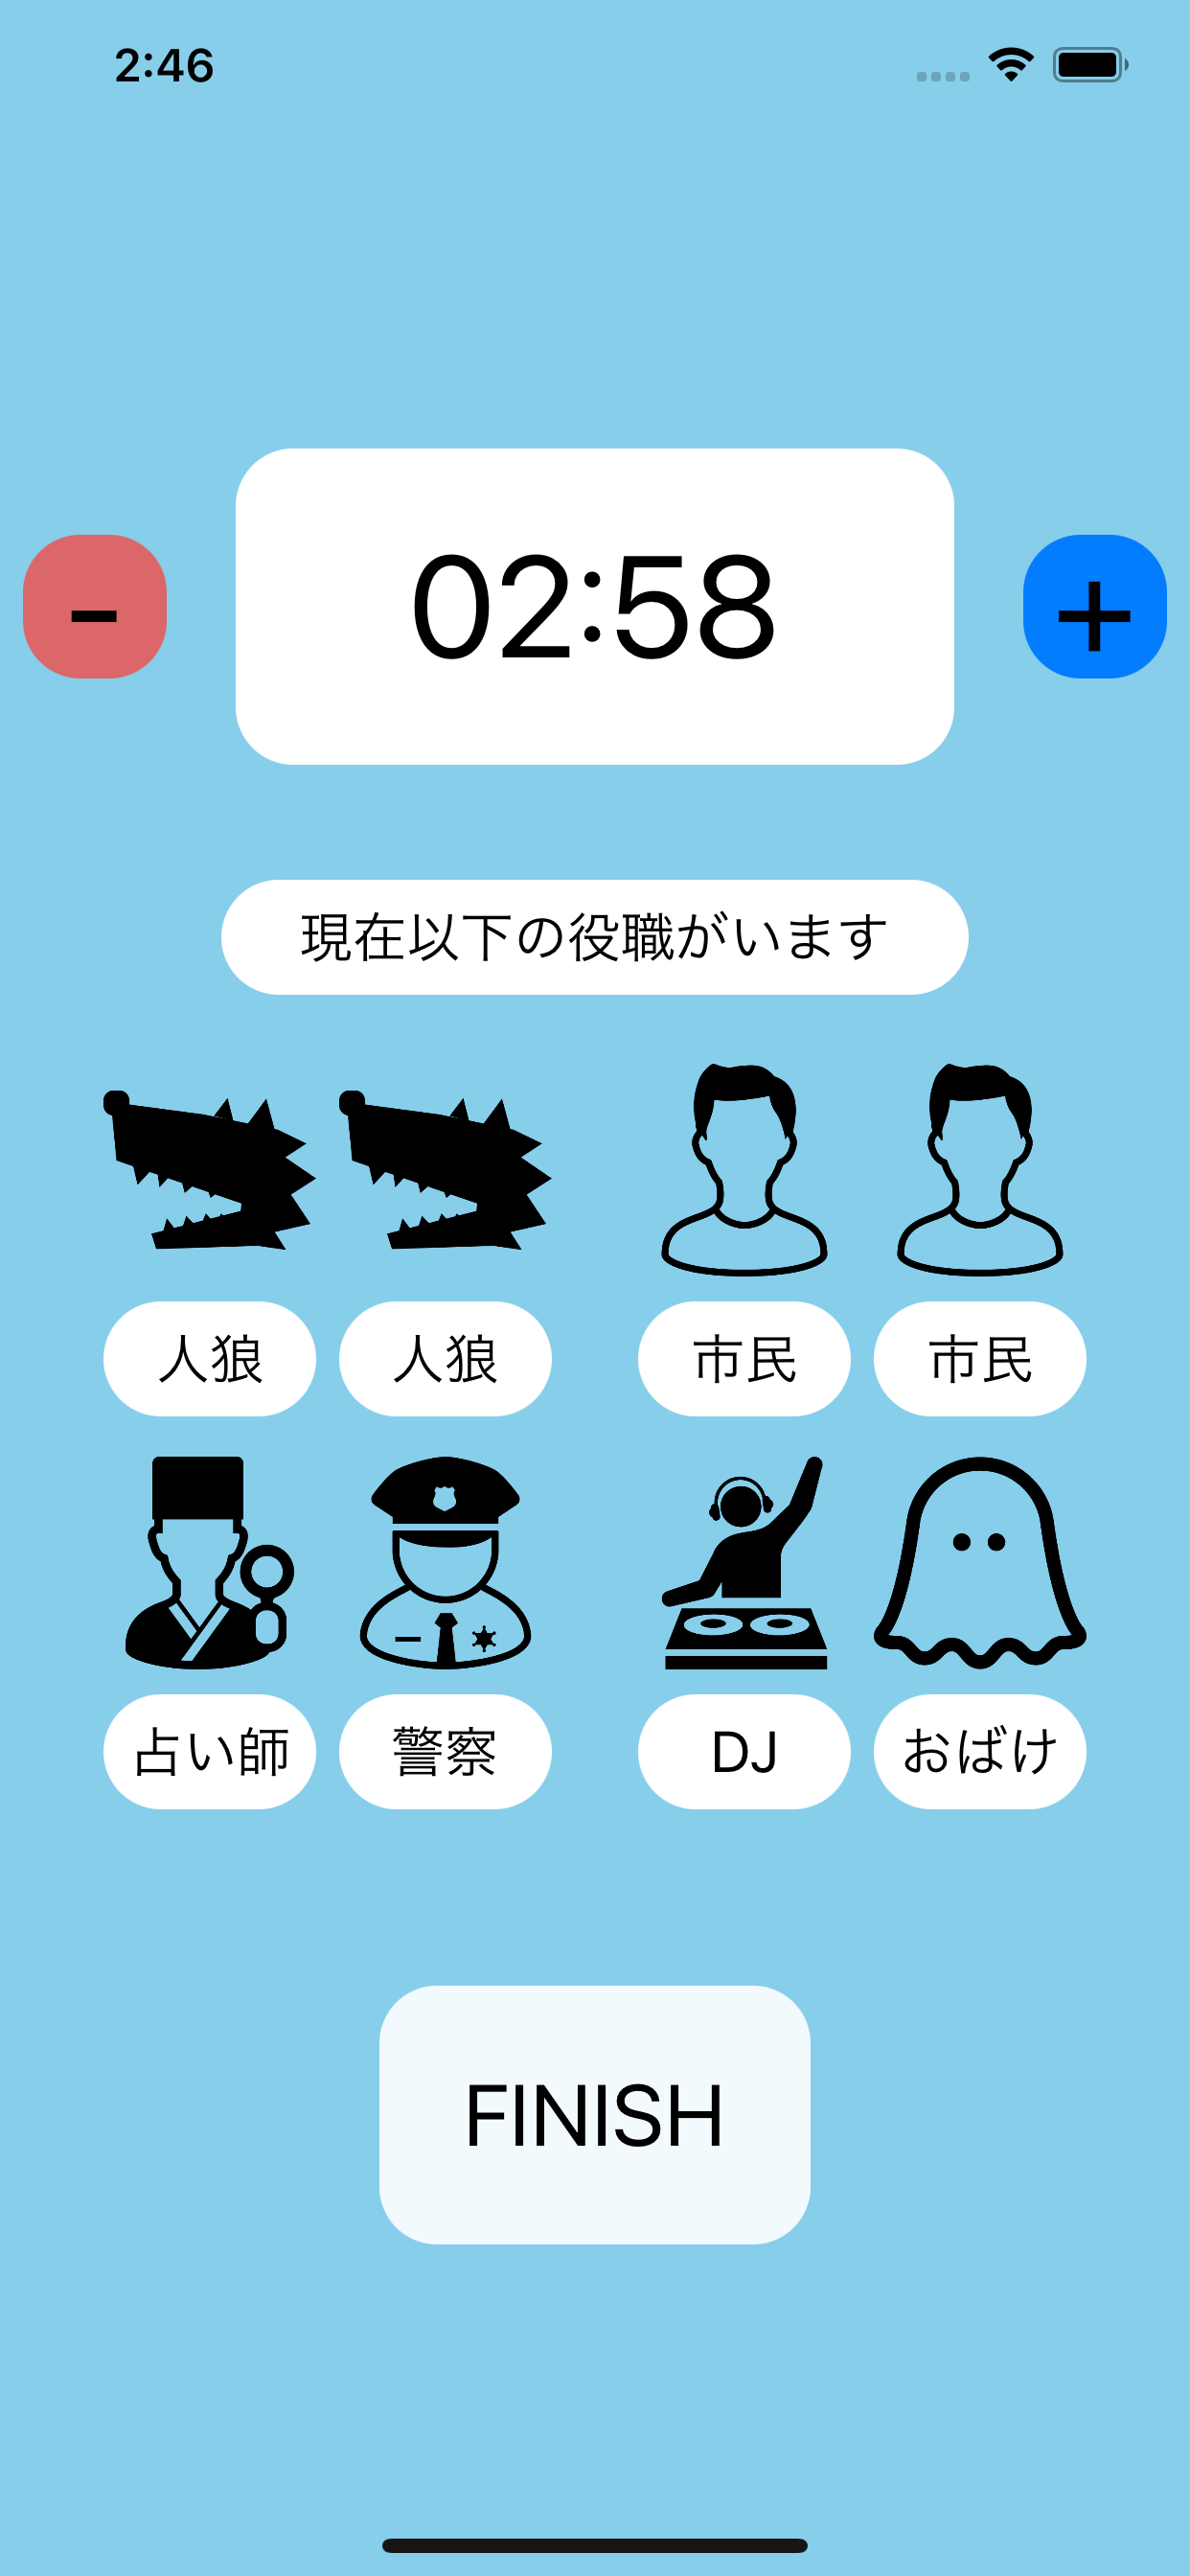 2:46
-
02:58
+
現在以下の役職がいます
人狼 人狼 市民 市民
占い師 警察 DJ おばけ
FINISH